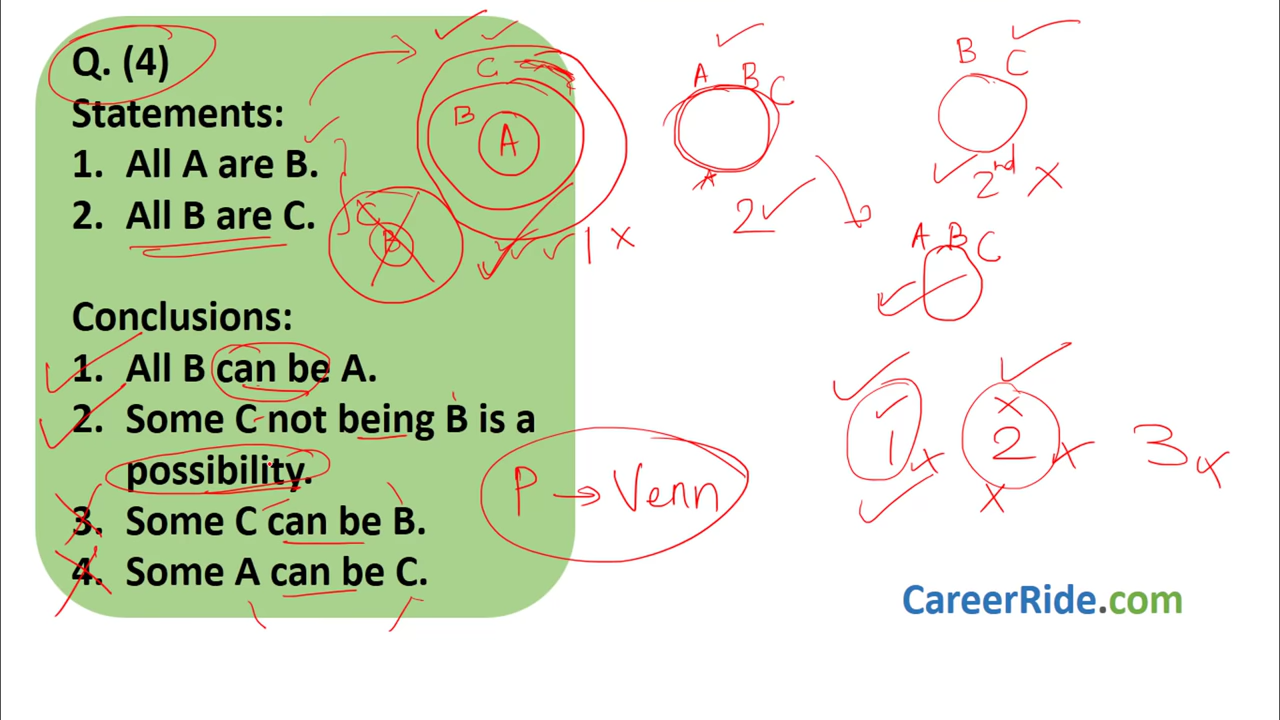 Q. (4)
Statements:
1. All A are B.
2. All B are C.
Conclusions:
1. All B can be A.
2. Some C not being B is a
possibility.
3. Some C can be B.
4. Some A can be C.
C
B
A
C
B
1 x
A B C
A
2
B C
2nd x
A B C
P → Venn
x
1 x 2 x 3 x
x
CareerRide.com